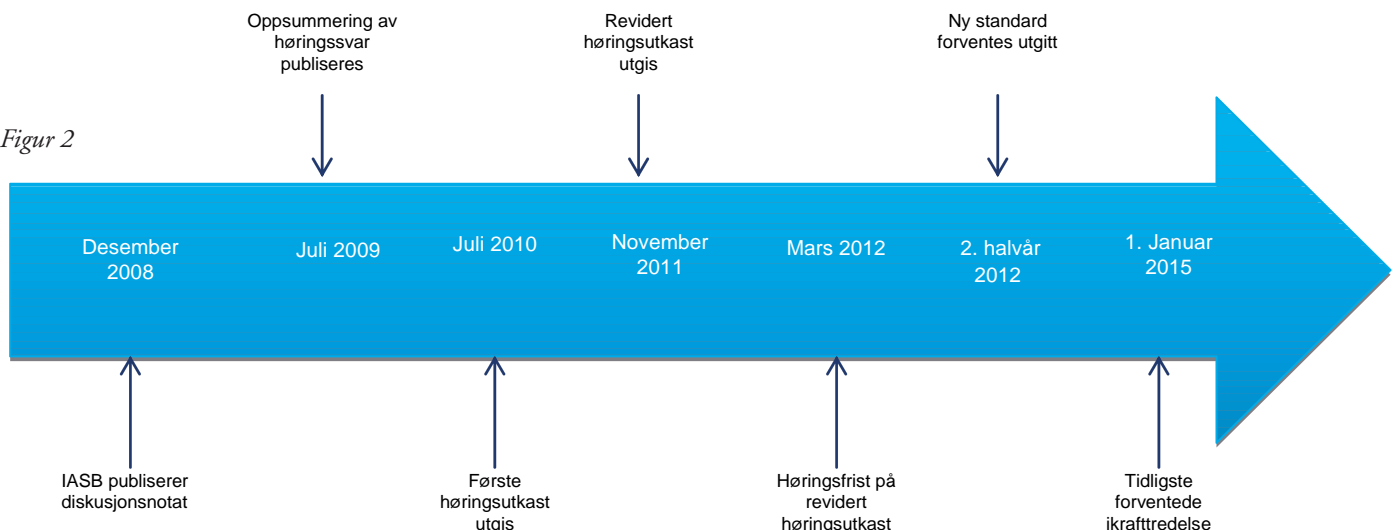 Oppsummering av
høringssvar
publiseres
Revidert
høringsutkast
utgis
Ny standard
forventes utgitt
Figur 2
Desember
2008
Juli 2009
Juli 2010
November
2011
Mars 2012
2. halvår
2012
1. Januar
2015
IASB publiserer
diskusjonsnotat
Første
høringsutkast
utgis
Høringsfrist på
revidert
høringsutkast
Tidligste
forventede
ikrafttredelse